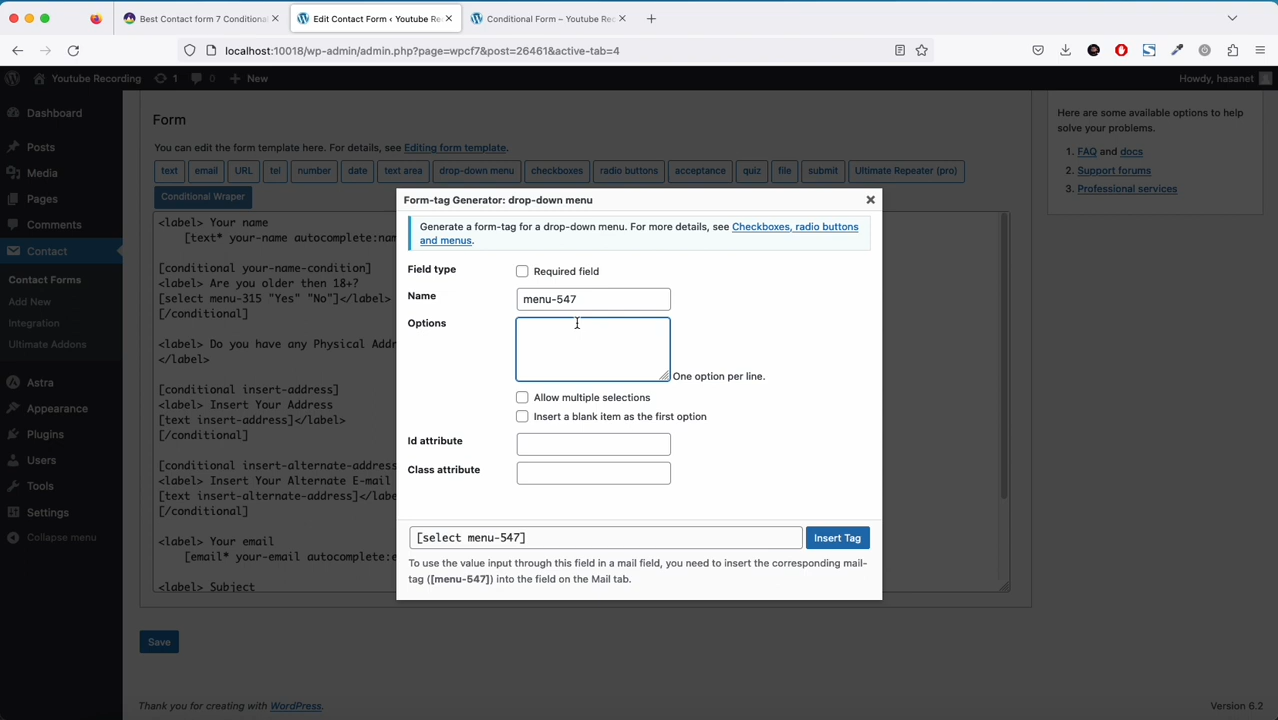 Best Contact form 7 Conditional
Edit Contact Form ‹ Youtube Re
Conditional Form – Youtube Rec
localhost:10018/wp-admin/admin.php?page=wpcf7&post=26461&active-tab=4
Youtube Recording
1
0
New
Howdy, hasanet
Dashboard
Posts
Media
Pages
Comments
Contact
Contact Forms
Add New
Integration
Ultimate Addons
Astra
Appearance
Plugins
Users
Tools
Settings
Collapse menu
Form
You can edit the form template here. For details, see Editing form template.
text email URL tel number date text area drop-down menu checkboxes radio buttons acceptance quiz file submit Ultimate Repeater (pro)
Conditional Wraper
<label> Your name
[text* your-name autocomplete:nam
[conditional your-name-condition]
<label> Are you older then 18+?
[select menu-315 "Yes" "No"]</label>
[/conditional]
<label> Do you have any Physical Addr
</label>
[conditional insert-address]
<label> Insert Your Address
[text insert-address]</label>
[/conditional]
[conditional insert-alternate-address
<label> Insert Your Alternate E-mail
[text insert-alternate-address]</labe
[/conditional]
<label> Your email
[email* your-email autocomplete:e
<label> Subject
Save
Form-tag Generator: drop-down menu
Generate a form-tag for a drop-down menu. For more details, see Checkboxes, radio buttons
and menus.
Field type
Required field
Name
menu-547
Options
One option per line.
Allow multiple selections
Insert a blank item as the first option
Id attribute
Class attribute
[select menu-547]
Insert Tag
To use the value input through this field in a mail field, you need to insert the corresponding mail-
tag ([menu-547]) into the field on the Mail tab.
Here are some available options to help
solve your problems.
1. FAQ and docs
2. Support forums
3. Professional services
Thank you for creating with WordPress.
Version 6.2